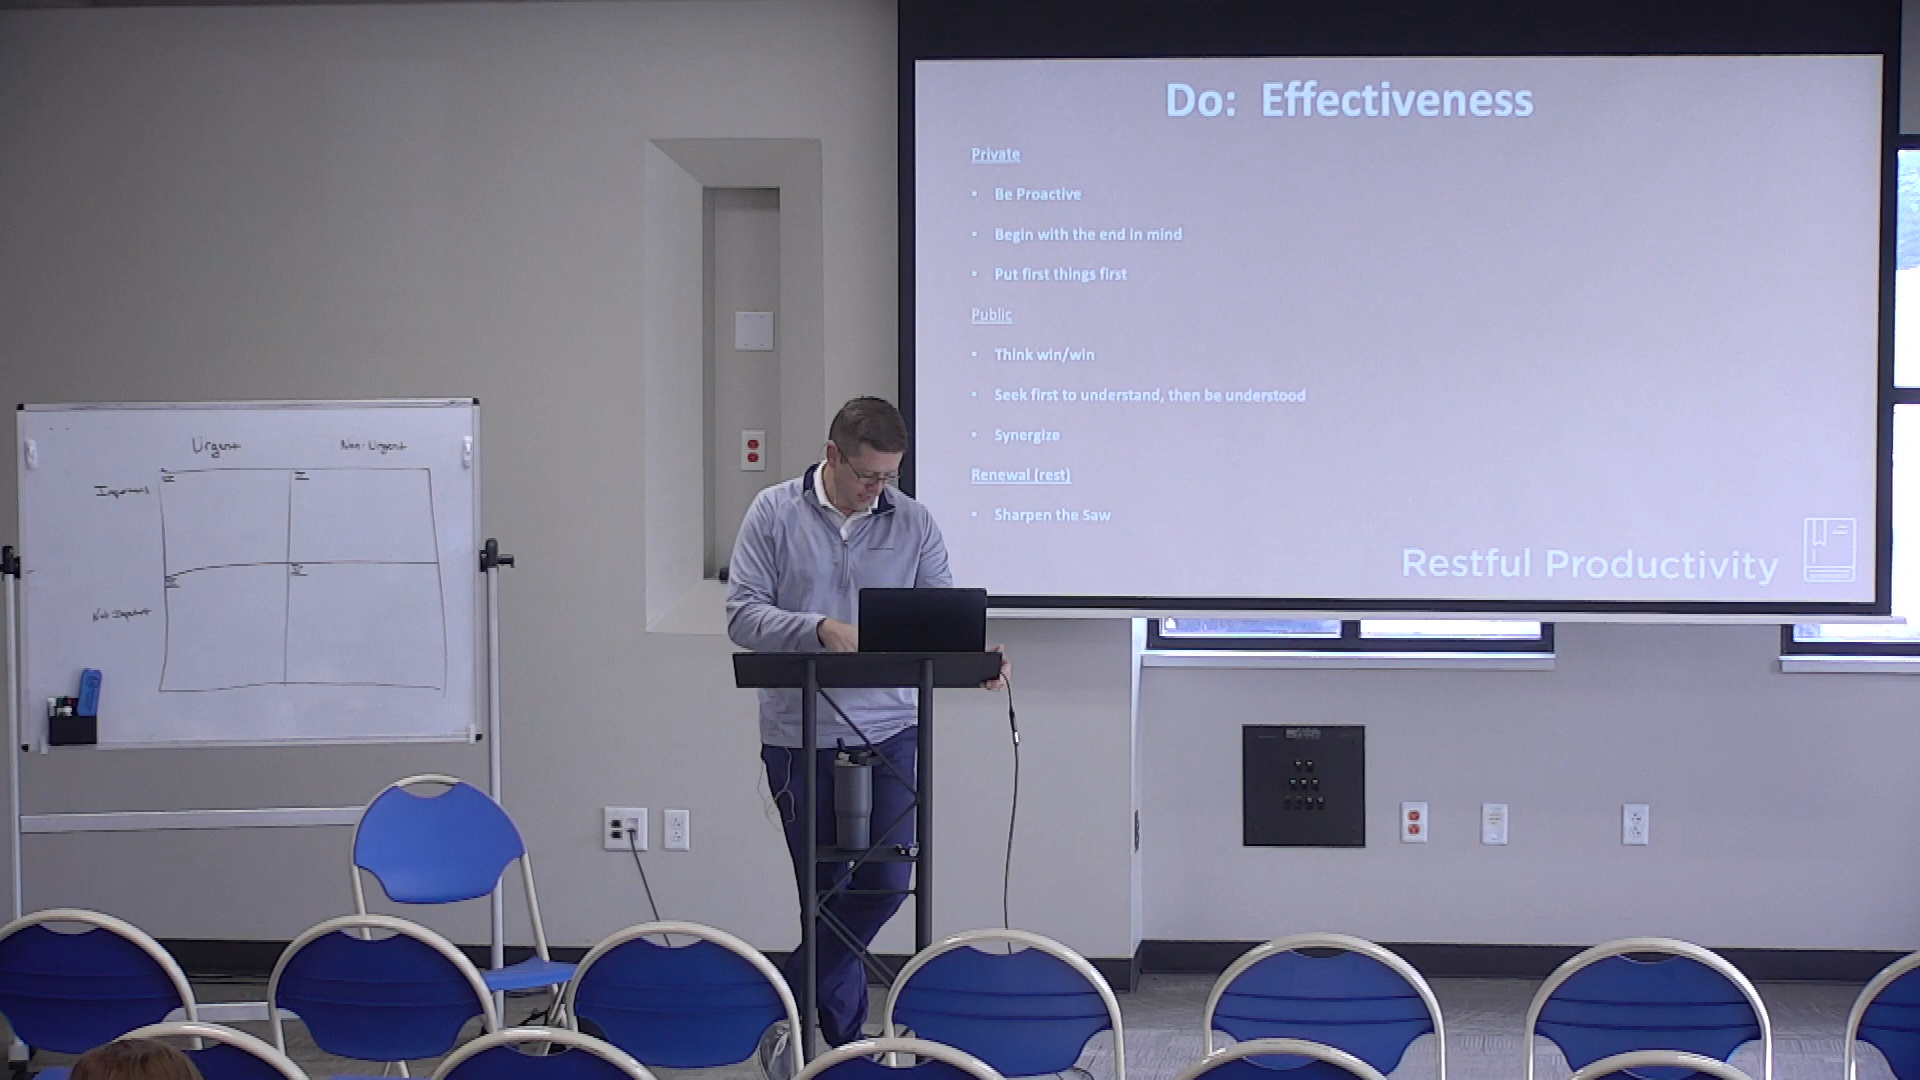 Do: Effectiveness
Private
• Be Proactive
• Begin with the end in mind
• Put first things first
Public
• Think win/win
• Seek first to understand, then be understood
• Synergize
Renewal (rest)
• Sharpen the Saw
Restful Productivity
Urgent Non-Urgent
Important
Not Important